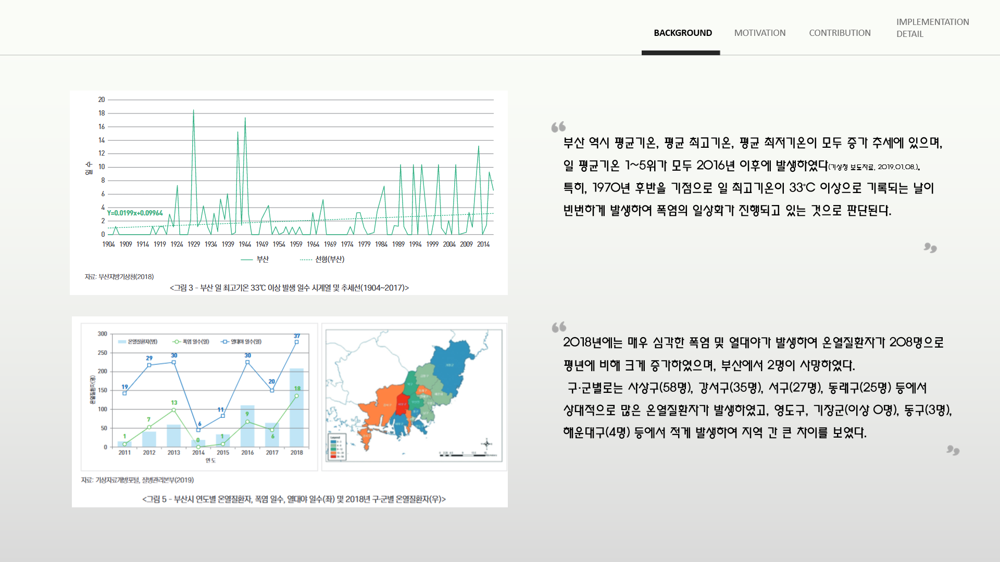 BACKGROUND
MOTIVATION
CONTRIBUTION
IMPLEMENTATION
DETAIL
20
18
16
14
12
10
8
6
4
2
0
일 수
Y=0.0199x+0.09964
1904 1909 1914 1919 1924 1929 1934 1939 1944 1949 1954 1959 1964 1969 1974 1979 1984 1989 1994 1999 2004 2009 2014
부산 선형(부산)
자료: 부산지방기상청(2018)
<그림 3 - 부산 일 최고기온 33℃ 이상 발생 일수 시계열 및 추세선(1904~2017)>
“
부산 역시 평균기온, 평균 최고기온, 평균 최저기온이 모두 증가 추세에 있으며,
일 평균기온 1~5위가 모두 2016년 이후에 발생하였다(기상청 보도자료, 2019.01.08.).
특히, 1970년 후반을 기점으로 일 최고기온이 33℃ 이상으로 기록되는 날이
빈번하게 발생하여 폭염의 일상화가 진행되고 있는 것으로 판단된다.
”
300
250
200
150
100
50
0
온열질환자(명)
온열질환자(명) 폭염 일수(일) 열대야 일수(일)
19 29 30 6 11 30 20 37
1 7 13 0 1 9 6 18
2011 2012 2013 2014 2015 2016 2017 2018
연 도
Legend
자료: 기상자료개방포털, 질병관리본부(2019)
<그림 5 - 부산시 연도별 온열질환자, 폭염 일수, 열대야 일수(좌) 및 2018년 구·군별 온열질환자(우)>
“
2018년에는 매우 심각한 폭염 및 열대야가 발생하여 온열질환자가 208명으로
평년에 비해 크게 증가하였으며, 부산에서 2명이 사망하였다.
구·군별로는 사상구(58명), 강서구(35명), 서구(27명), 동래구(25명) 등에서
상대적으로 많은 온열질환자가 발생하였고, 영도구, 기장군(이상 0명), 동구(3명),
해운대구(4명) 등에서 적게 발생하여 지역 간 큰 차이를 보였다.
”